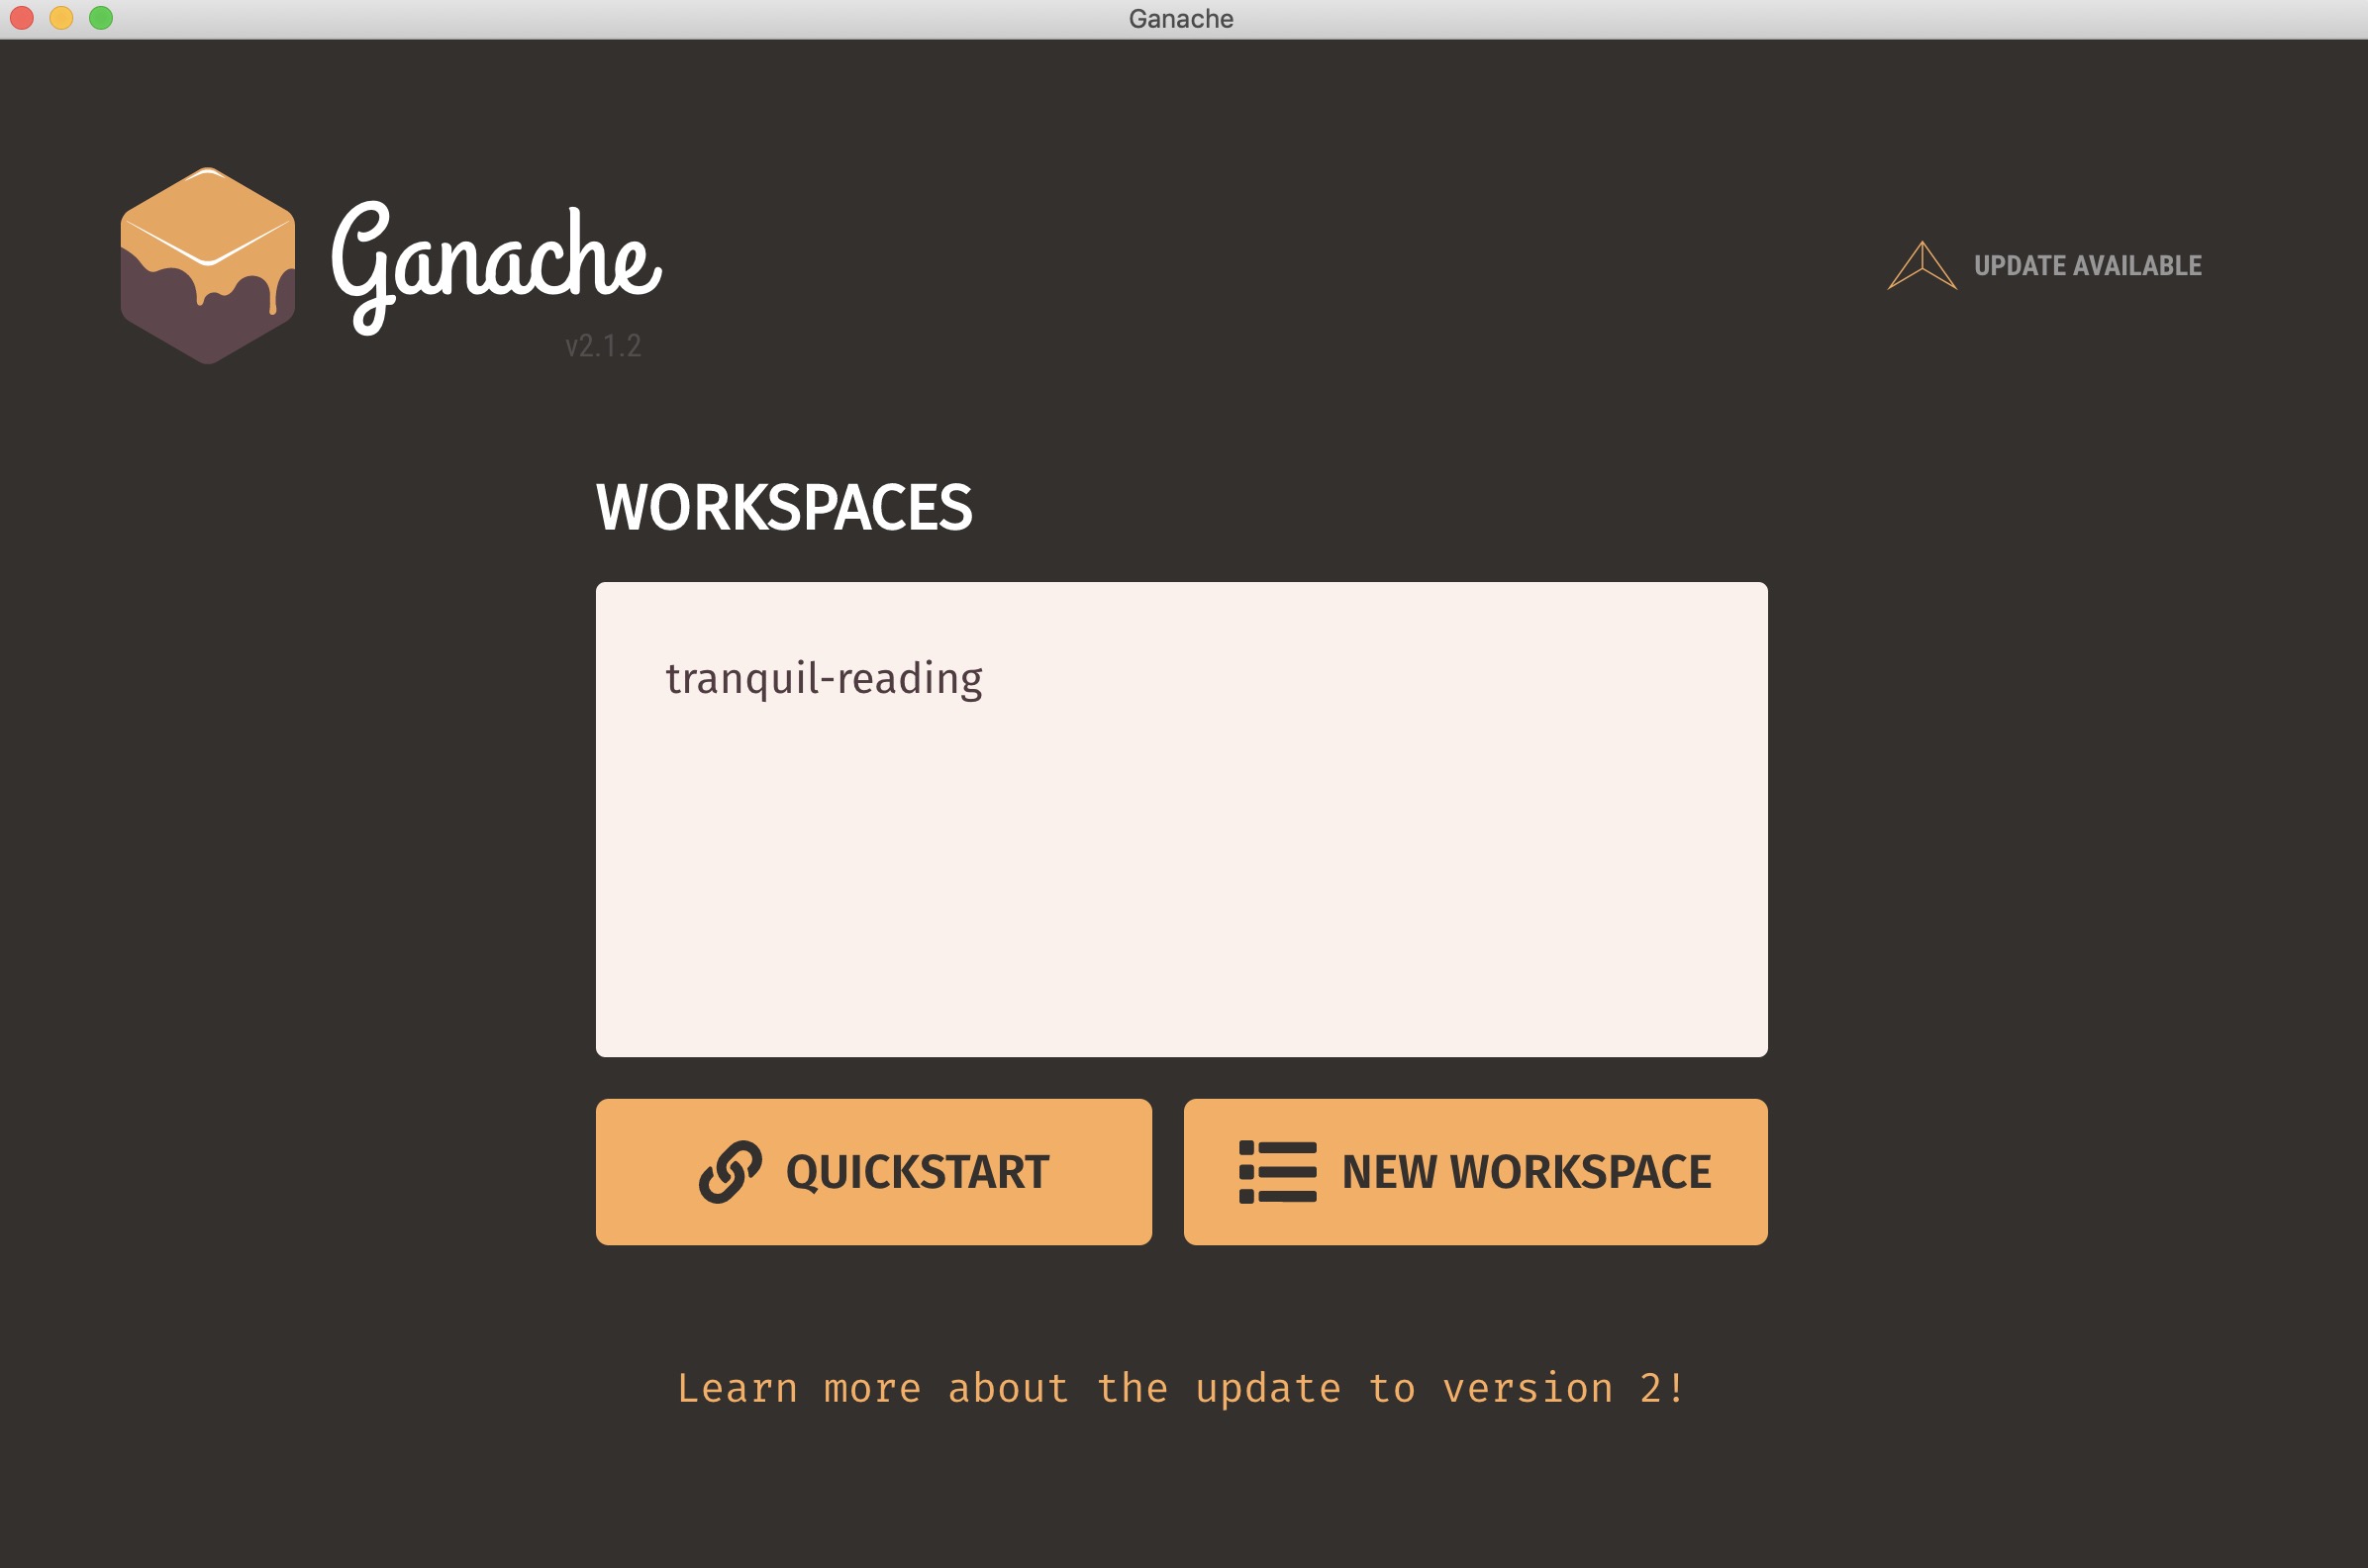 Ganache
Ganache
v2.1.2
UPDATE AVAILABLE
WORKSPACES
tranquil-reading
QUICKSTART
NEW WORKSPACE
Learn more about the update to version 2!